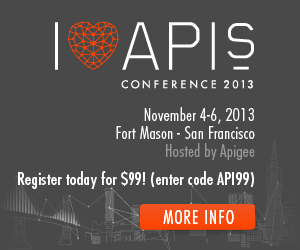 I APIs
CONFERENCE 2013
November 4-6, 2013
Fort Mason - San Francisco
Hosted by Apigee
Register today for $99! (enter code API99)
MORE INFO